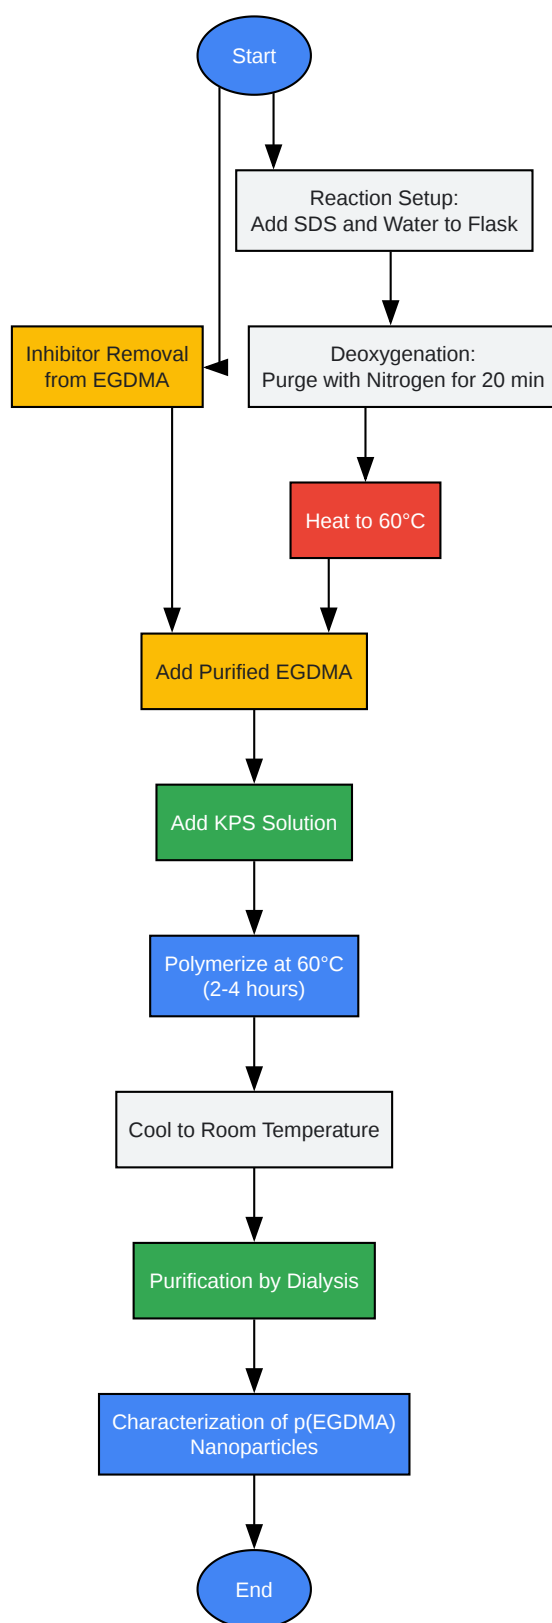 Start
Reaction Setup:
Add SDS and Water to Flask
Inhibitor Removal
from EGDMA
Deoxygenation:
Purge with Nitrogen for 20 min
Heat to 60°C
Add Purified EGDMA
Add KPS Solution
Polymerize at 60°C
(2-4 hours)
Cool to Room Temperature
Purification by Dialysis
Characterization of p(EGDMA)
Nanoparticles
End